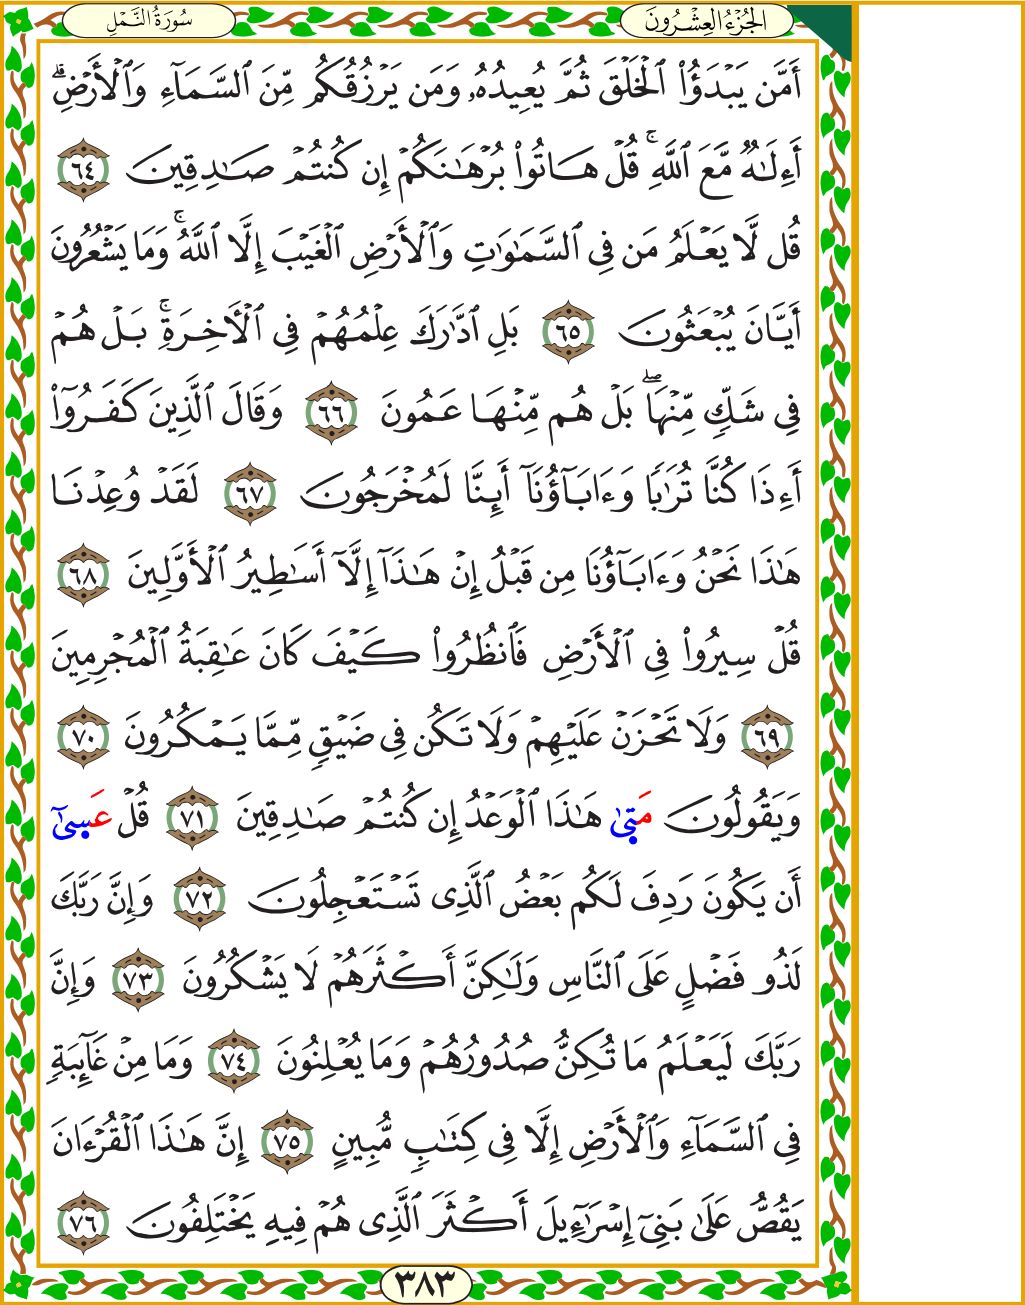 الجُزْءُ العِشْرُونَ
سُورَةُ النَّمْلِ
أَمَّن يَبْدَؤُا۟ ٱلْخَلْقَ ثُمَّ يُعِيدُهُۥ وَمَن يَرْزُقُكُم مِّنَ ٱلسَّمَآءِ وَٱلْأَرْضِ ۗ
أَءِلَٰهٌ مَّعَ ٱللَّهِ ۚ قُلْ هَاتُوا۟ بُرْهَٰنَكُمْ إِن كُنتُمْ صَٰدِقِينَ ٦٤
قُل لَّا يَعْلَمُ مَن فِى ٱلسَّمَٰوَٰتِ وَٱلْأَرْضِ ٱلْغَيْبَ إِلَّا ٱللَّهُ ۚ وَمَا يَشْعُرُونَ
أَيَّانَ يُبْعَثُونَ ٦٥ بَلِ ٱدَّٰرَكَ عِلْمُهُمْ فِى ٱلْأَخِرَةِ ۚ بَلْ هُمْ
فِى شَكٍّ مِّنْهَا ۖ بَلْ هُم مِّنْهَا عَمُونَ ٦٦ وَقَالَ ٱلَّذِينَ كَفَرُوٓا۟
أَءِذَا كُنَّا تُرَٰبًا وَءَابَآؤُنَآ أَئِنَّا لَمُخْرَجُونَ ٦٧ لَقَدْ وُعِدْنَا
هَٰذَا نَحْنُ وَءَابَآؤُنَا مِن قَبْلُ إِنْ هَٰذَآ إِلَّآ أَسَٰطِيرُ ٱلْأَوَّلِينَ ٦٨
قُلْ سِيرُوا۟ فِى ٱلْأَرْضِ فَٱنظُرُوا۟ كَيْفَ كَانَ عَٰقِبَةُ ٱلْمُجْرِمِينَ
٦٩ وَلَا تَحْزَنْ عَلَيْهِمْ وَلَا تَكُن فِى ضَيْقٍ مِّمَّا يَمْكُرُونَ ٧٠
وَيَقُولُونَ مَتَىٰ هَٰذَا ٱلْوَعْدُ إِن كُنتُمْ صَٰدِقِينَ ٧١ قُلْ عَسَىٰٓ
أَن يَكُونَ رَدِفَ لَكُم بَعْضُ ٱلَّذِى تَسْتَعْجِلُونَ ٧٢ وَإِنَّ رَبَّكَ
لَذُو فَضْلٍ عَلَى ٱلنَّاسِ وَلَٰكِنَّ أَكْثَرَهُمْ لَا يَشْكُرُونَ ٧٣ وَإِنَّ
رَبَّكَ لَيَعْلَمُ مَا تُكِنُّ صُدُورُهُمْ وَمَا يُعْلِنُونَ ٧٤ وَمَا مِنْ غَآئِبَةٍ
فِى ٱلسَّمَآءِ وَٱلْأَرْضِ إِلَّا فِى كِتَٰبٍ مُّبِينٍ ٧٥ إِنَّ هَٰذَا ٱلْقُرْءَانَ
يَقُصُّ عَلَىٰ بَنِىٓ إِسْرَٰٓءِيلَ أَكْثَرَ ٱلَّذِى هُمْ فِيهِ يَخْتَلِفُونَ ٧٦
٣٨٣